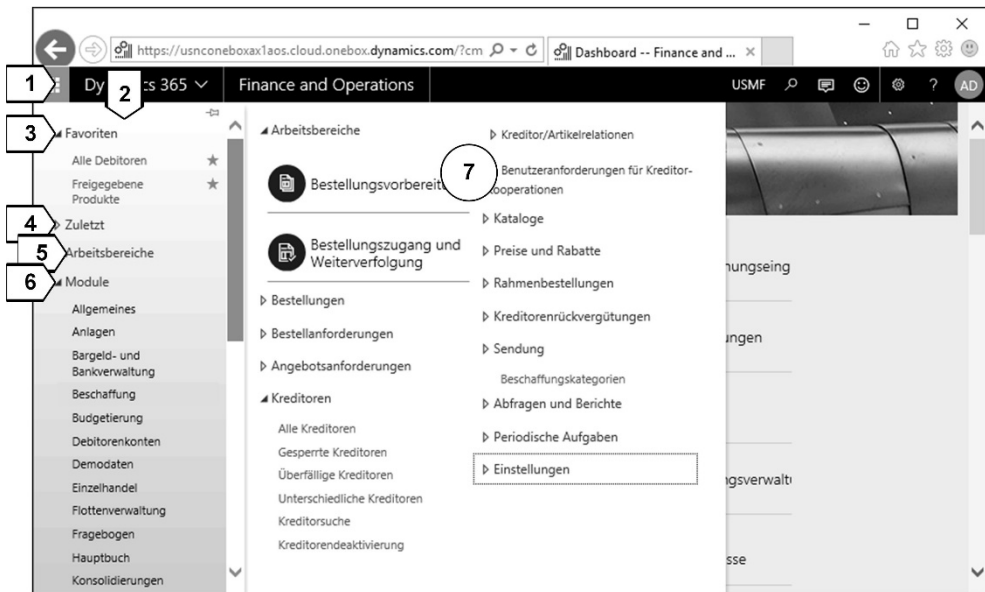 https://usnconeboxax1aos.cloud.onebox.dynamics.com/?cm
Dashboard -- Finance and ...
1
2
Finance and Operations
USMF
?
AD
3
Favoriten
Alle Debitoren
Freigegebene
Produkte
4
Zuletzt
5
Arbeitsbereiche
6
Module
Allgemeines
Anlagen
Bargeld- und
Bankverwaltung
Beschaffung
Budgetierung
Debitorenkonten
Demodaten
Einzelhandel
Flottenverwaltung
Fragebogen
Hauptbuch
Konsolidierungen
Arbeitsbereiche
Bestellungsvorbereitu
Bestellungszugang und
Weiterverfolgung
Bestellungen
Bestellanforderungen
Angebotsanforderungen
Kreditoren
Alle Kreditoren
Gesperrte Kreditoren
Überfällige Kreditoren
Unterschiedliche Kreditoren
Kreditorsuche
Kreditorendeaktivierung
7
Kreditor/Artikelrelationen
Benutzeranforderungen für Kreditor-
ooperationen
Kataloge
Preise und Rabatte
Rahmenbestellungen
Kreditorenrückvergütungen
Sendung
Beschaffungskategorien
Abfragen und Berichte
Periodische Aufgaben
Einstellungen
nungseing
ungen
gsverwaltu
sse